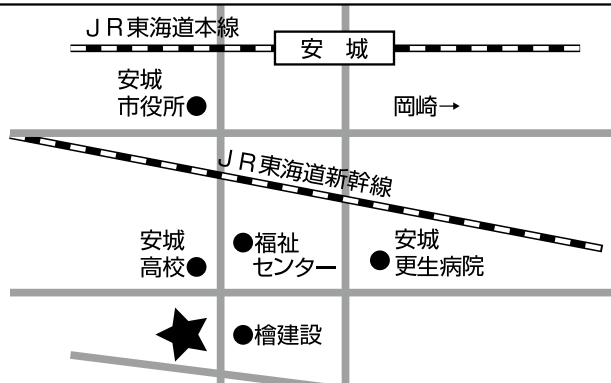 ＪＲ東海道本線
安城
安城
市役所
岡崎→
ＪＲ東海道新幹線
安城
高校
福祉
センター
安城
更生病院
檜建設